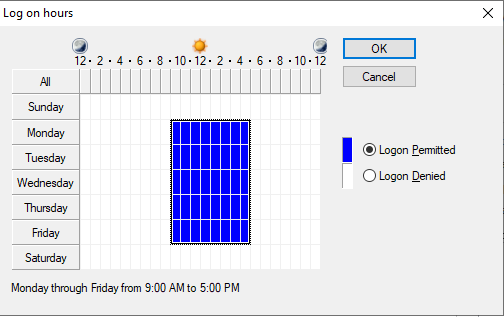 Log on hours
12 · 2 · 4 · 6 · 8 · 10 · 12 · 2 · 4 · 6 · 8 · 10 · 12
OK
Cancel
All
Sunday
Monday
Tuesday
Wednesday
Thursday
Friday
Saturday
Logon Permitted
Logon Denied
Monday through Friday from 9:00 AM to 5:00 PM